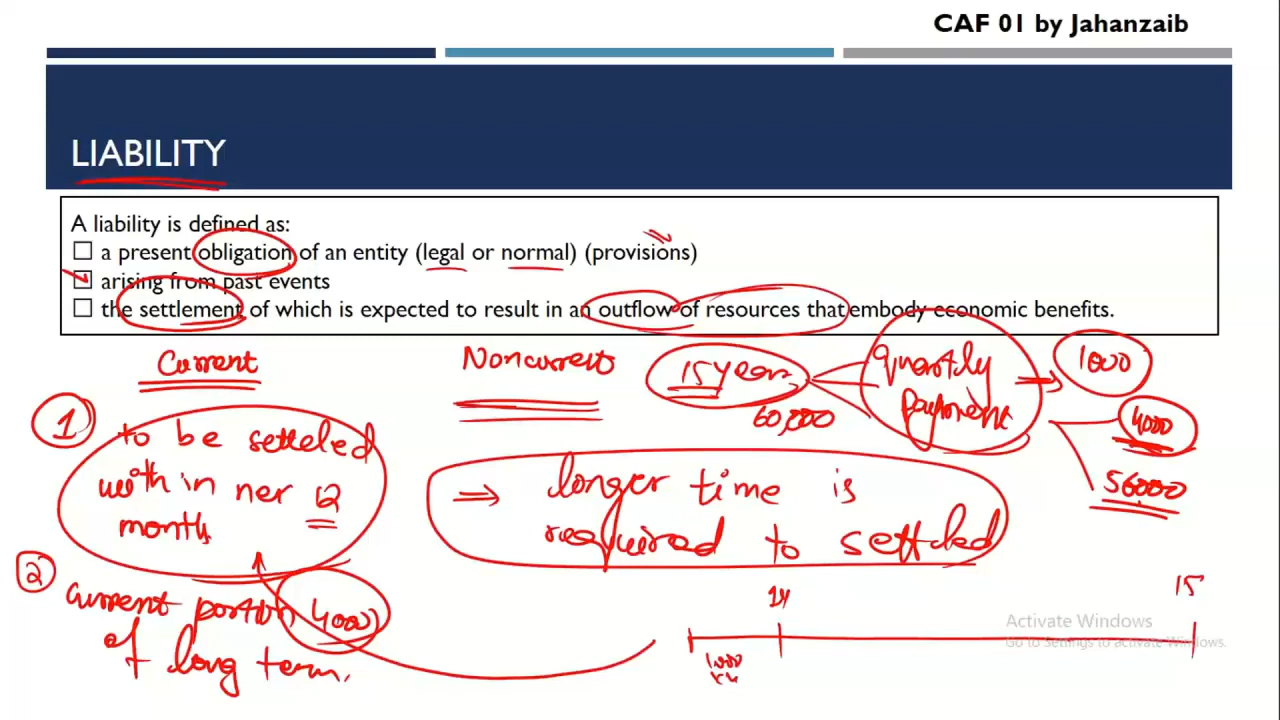 CAF 01 by Jahanzaib
LIABILITY
A liability is defined as:
☐ a present obligation of an entity (legal or normal) (provisions)
☐ arising from past events
☐ the settlement of which is expected to result in an outflow of resources that embody economic benefits.
Current
Noncurrent
15 year
60,000
quartly
payment
1000
4000
56000
1
to be setteled
with in ner 12
month
⇒ longer time is
required to settled
2
current portion 4000
of long term.
15
1000
Activate Windows
Go to Settings to activate Windows.